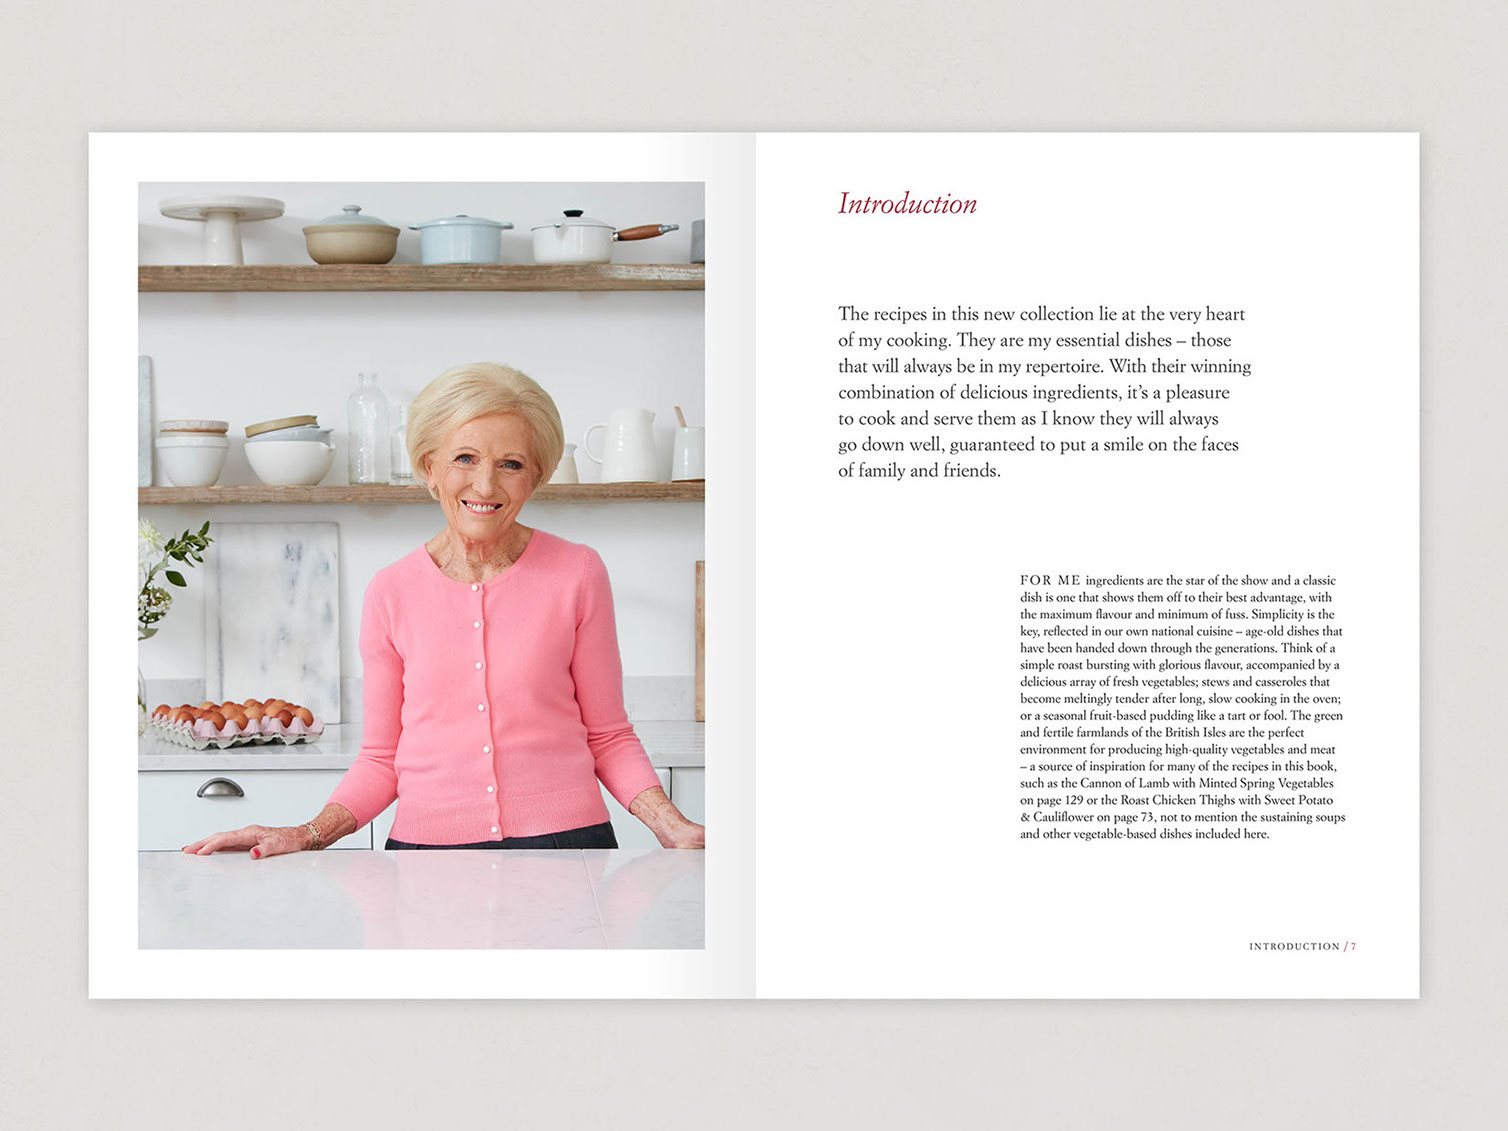 Introduction
The recipes in this new collection lie at the very heart
of my cooking. They are my essential dishes – those
that will always be in my repertoire. With their winning
combination of delicious ingredients, it’s a pleasure
to cook and serve them as I know they will always
go down well, guaranteed to put a smile on the faces
of family and friends.
FOR ME ingredients are the star of the show and a classic
dish is one that shows them off to their best advantage, with
the maximum flavour and minimum of fuss. Simplicity is the
key, reflected in our own national cuisine – age-old dishes that
have been handed down through the generations. Think of a
simple roast bursting with glorious flavour, accompanied by a
delicious array of fresh vegetables; stews and casseroles that
become meltingly tender after long, slow cooking in the oven;
or a seasonal fruit-based pudding like a tart or fool. The green
and fertile farmlands of the British Isles are the perfect
environment for producing high-quality vegetables and meat
– a source of inspiration for many of the recipes in this book,
such as the Cannon of Lamb with Minted Spring Vegetables
on page 129 or the Roast Chicken Thighs with Sweet Potato
& Cauliflower on page 73, not to mention the sustaining soups
and other vegetable-based dishes included here.
INTRODUCTION / 7